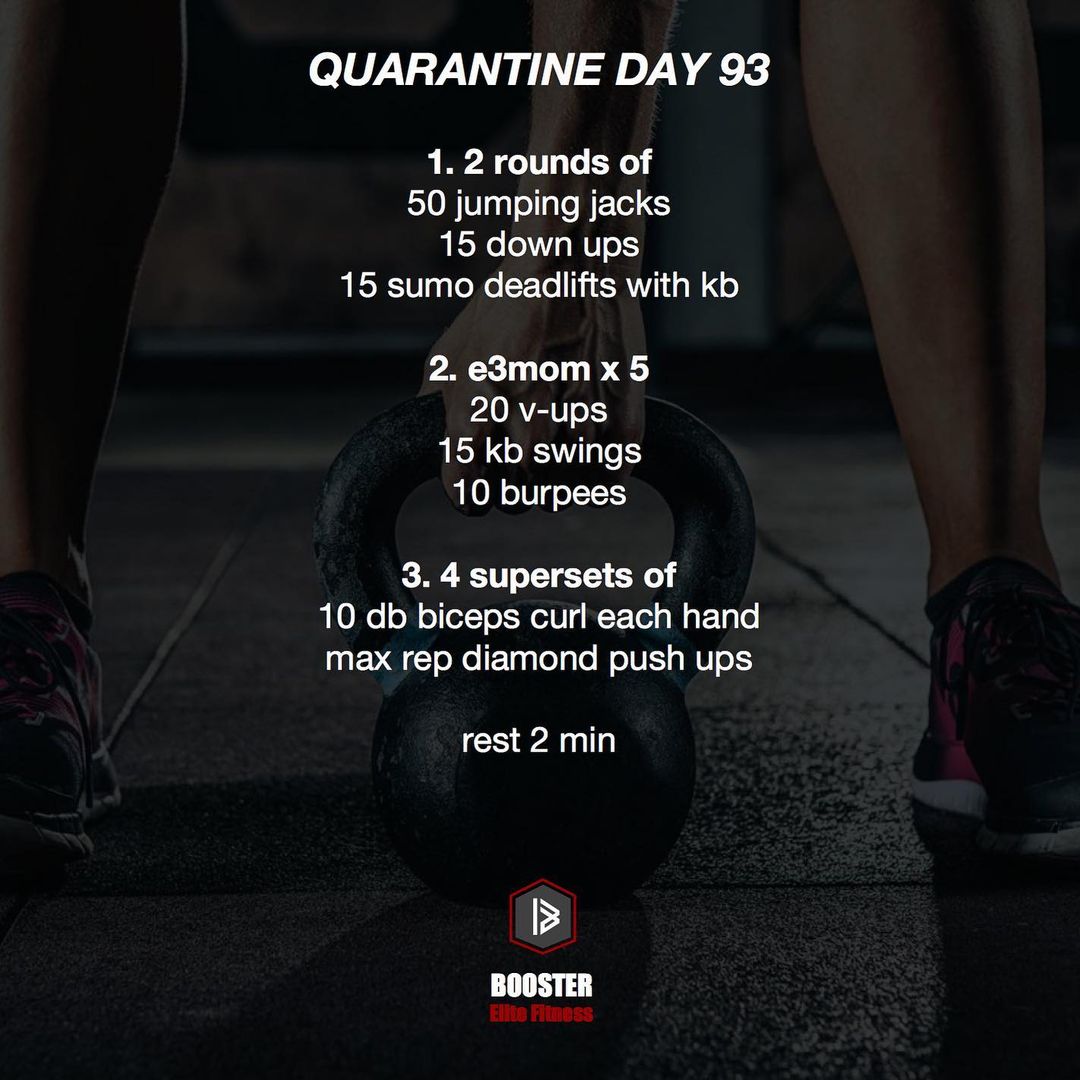 QUARANTINE DAY 93
1. 2 rounds of
50 jumping jacks
15 down ups
15 sumo deadlifts with kb
2. e3mom x 5
20 v-ups
15 kb swings
10 burpees
3. 4 supersets of
10 db biceps curl each hand
max rep diamond push ups
rest 2 min
BOOSTER
Elite Fitness